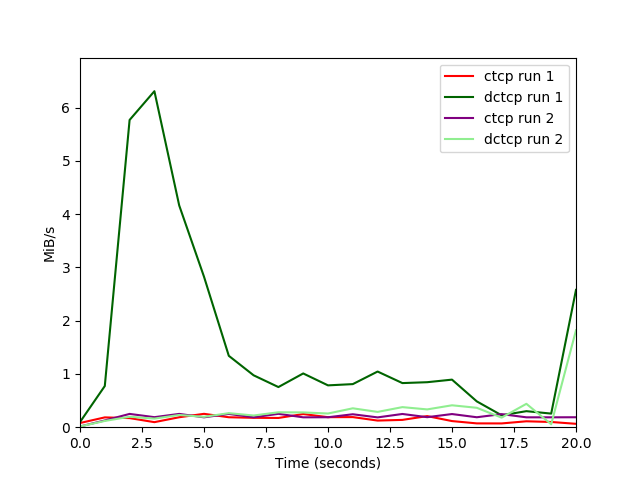 ctcp run 1
dctcp run 1
ctcp run 2
dctcp run 2
MiB/s
6
5
4
3
2
1
0
0.0 2.5 5.0 7.5 10.0 12.5 15.0 17.5 20.0
Time (seconds)